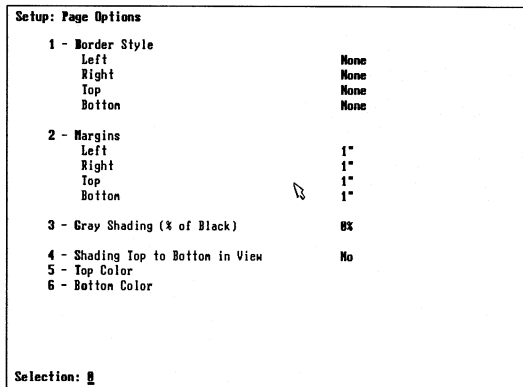 Setup: Page Options
1 - Border Style
Left None
Right None
Top None
Bottom None
2 - Margins
Left 1"
Right 1"
Top 1"
Bottom 1"
3 - Gray Shading (% of Black) 0%
4 - Shading Top to Bottom in View No
5 - Top Color
6 - Bottom Color
Selection: 0